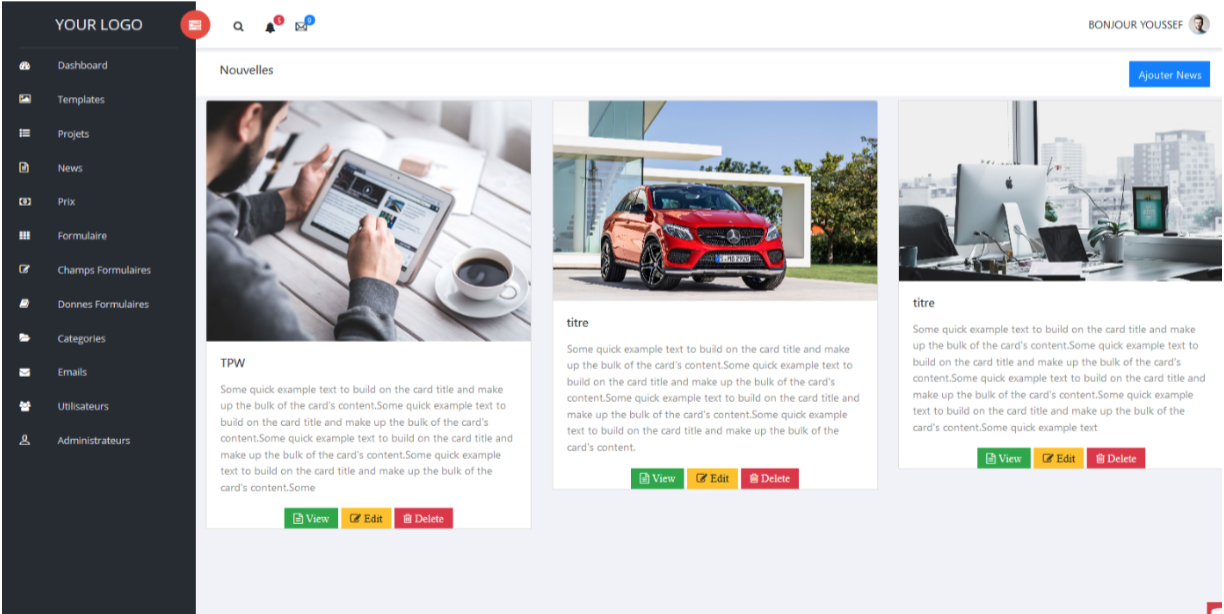 YOUR LOGO
5
9
BONJOUR YOUSSEF
Dashboard
Templates
Projets
News
Prix
Formulaire
Champs Formulaires
Donnes Formulaires
Categories
Emails
Utilisateurs
Administrateurs
Nouvelles
Ajouter News
TPW
Some quick example text to build on the card title and make
up the bulk of the card's content.Some quick example text to
build on the card title and make up the bulk of the card's
content.Some quick example text to build on the card title and
make up the bulk of the card's content.Some quick example
text to build on the card title and make up the bulk of the
card's content.Some
View Edit Delete
titre
Some quick example text to build on the card title and make
up the bulk of the card's content.Some quick example text to
build on the card title and make up the bulk of the card's
content.Some quick example text to build on the card title and
make up the bulk of the card's content.Some quick example
text to build on the card title and make up the bulk of the
card's content.
View Edit Delete
titre
Some quick example text to build on the card title and make
up the bulk of the card's content.Some quick example text to
build on the card title and make up the bulk of the card's
content.Some quick example text to build on the card title and
make up the bulk of the card's content.Some quick example
text to build on the card title and make up the bulk of the
card's content.Some quick example text
View Edit Delete